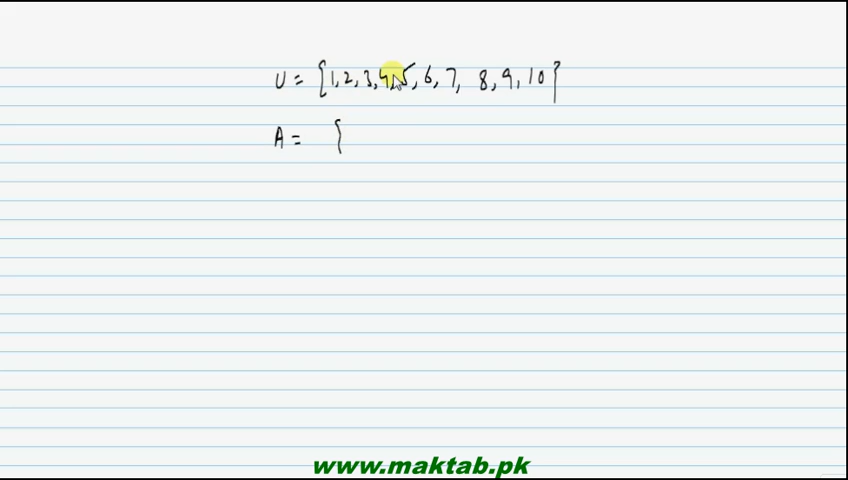 U = {1,2,3,4,5,6,7,8,9,10}
A = {
www.maktab.pk